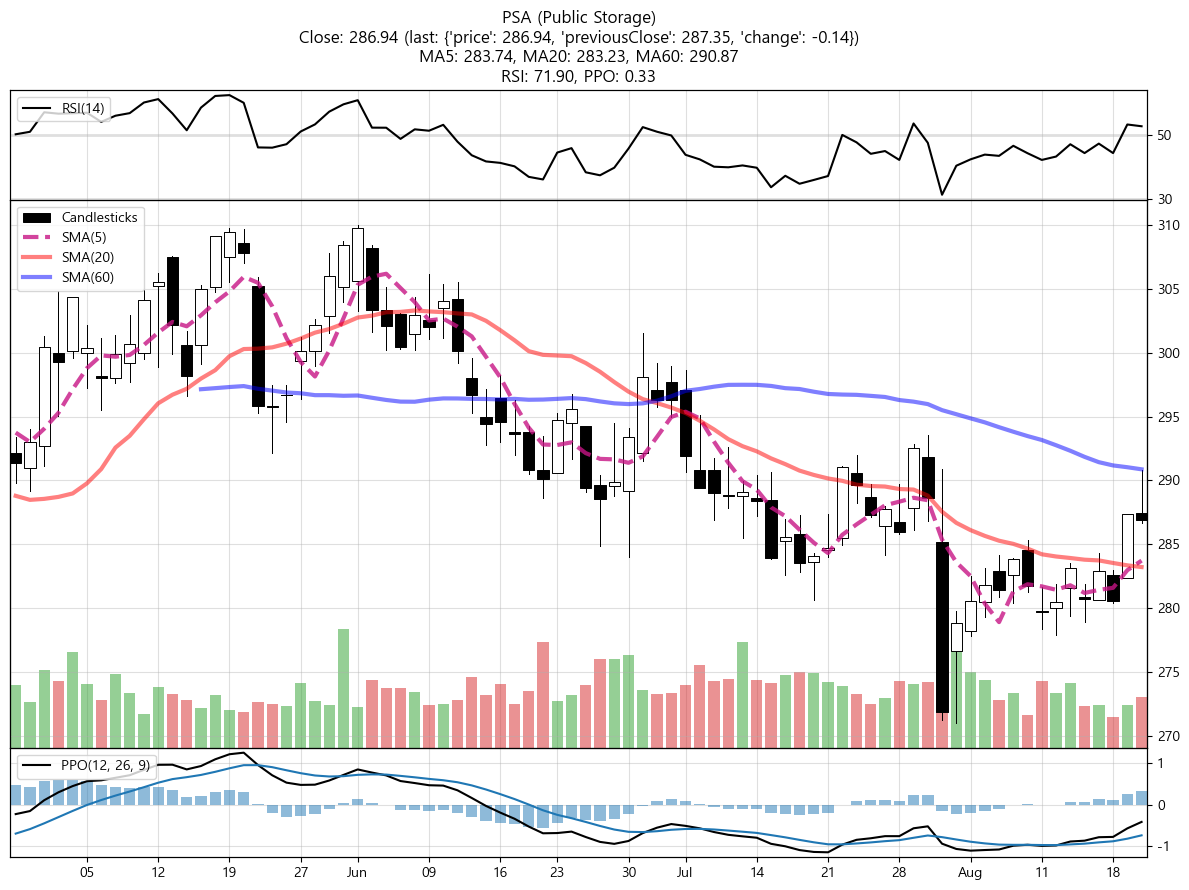 PSA (Public Storage)
Close: 286.94 (last: {'price': 286.94, 'previousClose': 287.35, 'change': -0.14})
MA5: 283.74, MA20: 283.23, MA60: 290.87
RSI: 71.90, PPO: 0.33
RSI(14)
50
30
Candlesticks
SMA(5)
SMA(20)
SMA(60)
310
305
300
295
290
285
280
275
270
PPO(12, 26, 9)
1
0
-1
05 12 19 27 Jun 09 16 23 30 Jul 14 21 28 Aug 11 18